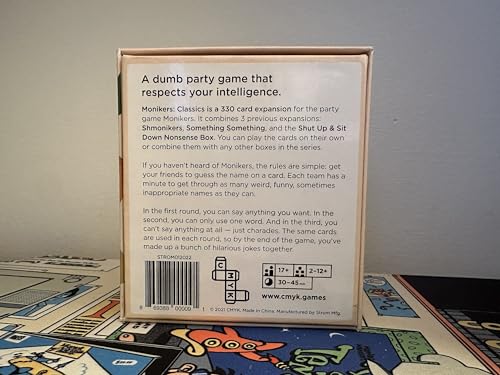 A dumb party game that
respects your intelligence.
Monikers: Classics is a 330 card expansion for the party
game Monikers. It combines 3 previous expansions:
Shmonikers, Something Something, and the Shut Up & Sit
Down Nonsense Box. You can play the cards on their own
or combine them with any other boxes in the series.
If you haven't heard of Monikers, the rules are simple: get
your friends to guess the name on a card. Each team has a
minute to get through as many weird, funny, sometimes
inappropriate names as they can.
In the first round, you can say anything you want. In the
second, you can only use one word. And in the third, you
can't say anything at all — just charades. The same cards
are used in each round, so by the end of the game, you've
made up a bunch of hilarious jokes together.
STROM012022
C
M
Y
K
17+
2-12+
30-45
www.cmyk.games
© 2021 CMYK. Made in China. Manufactured by Strom Mfg.